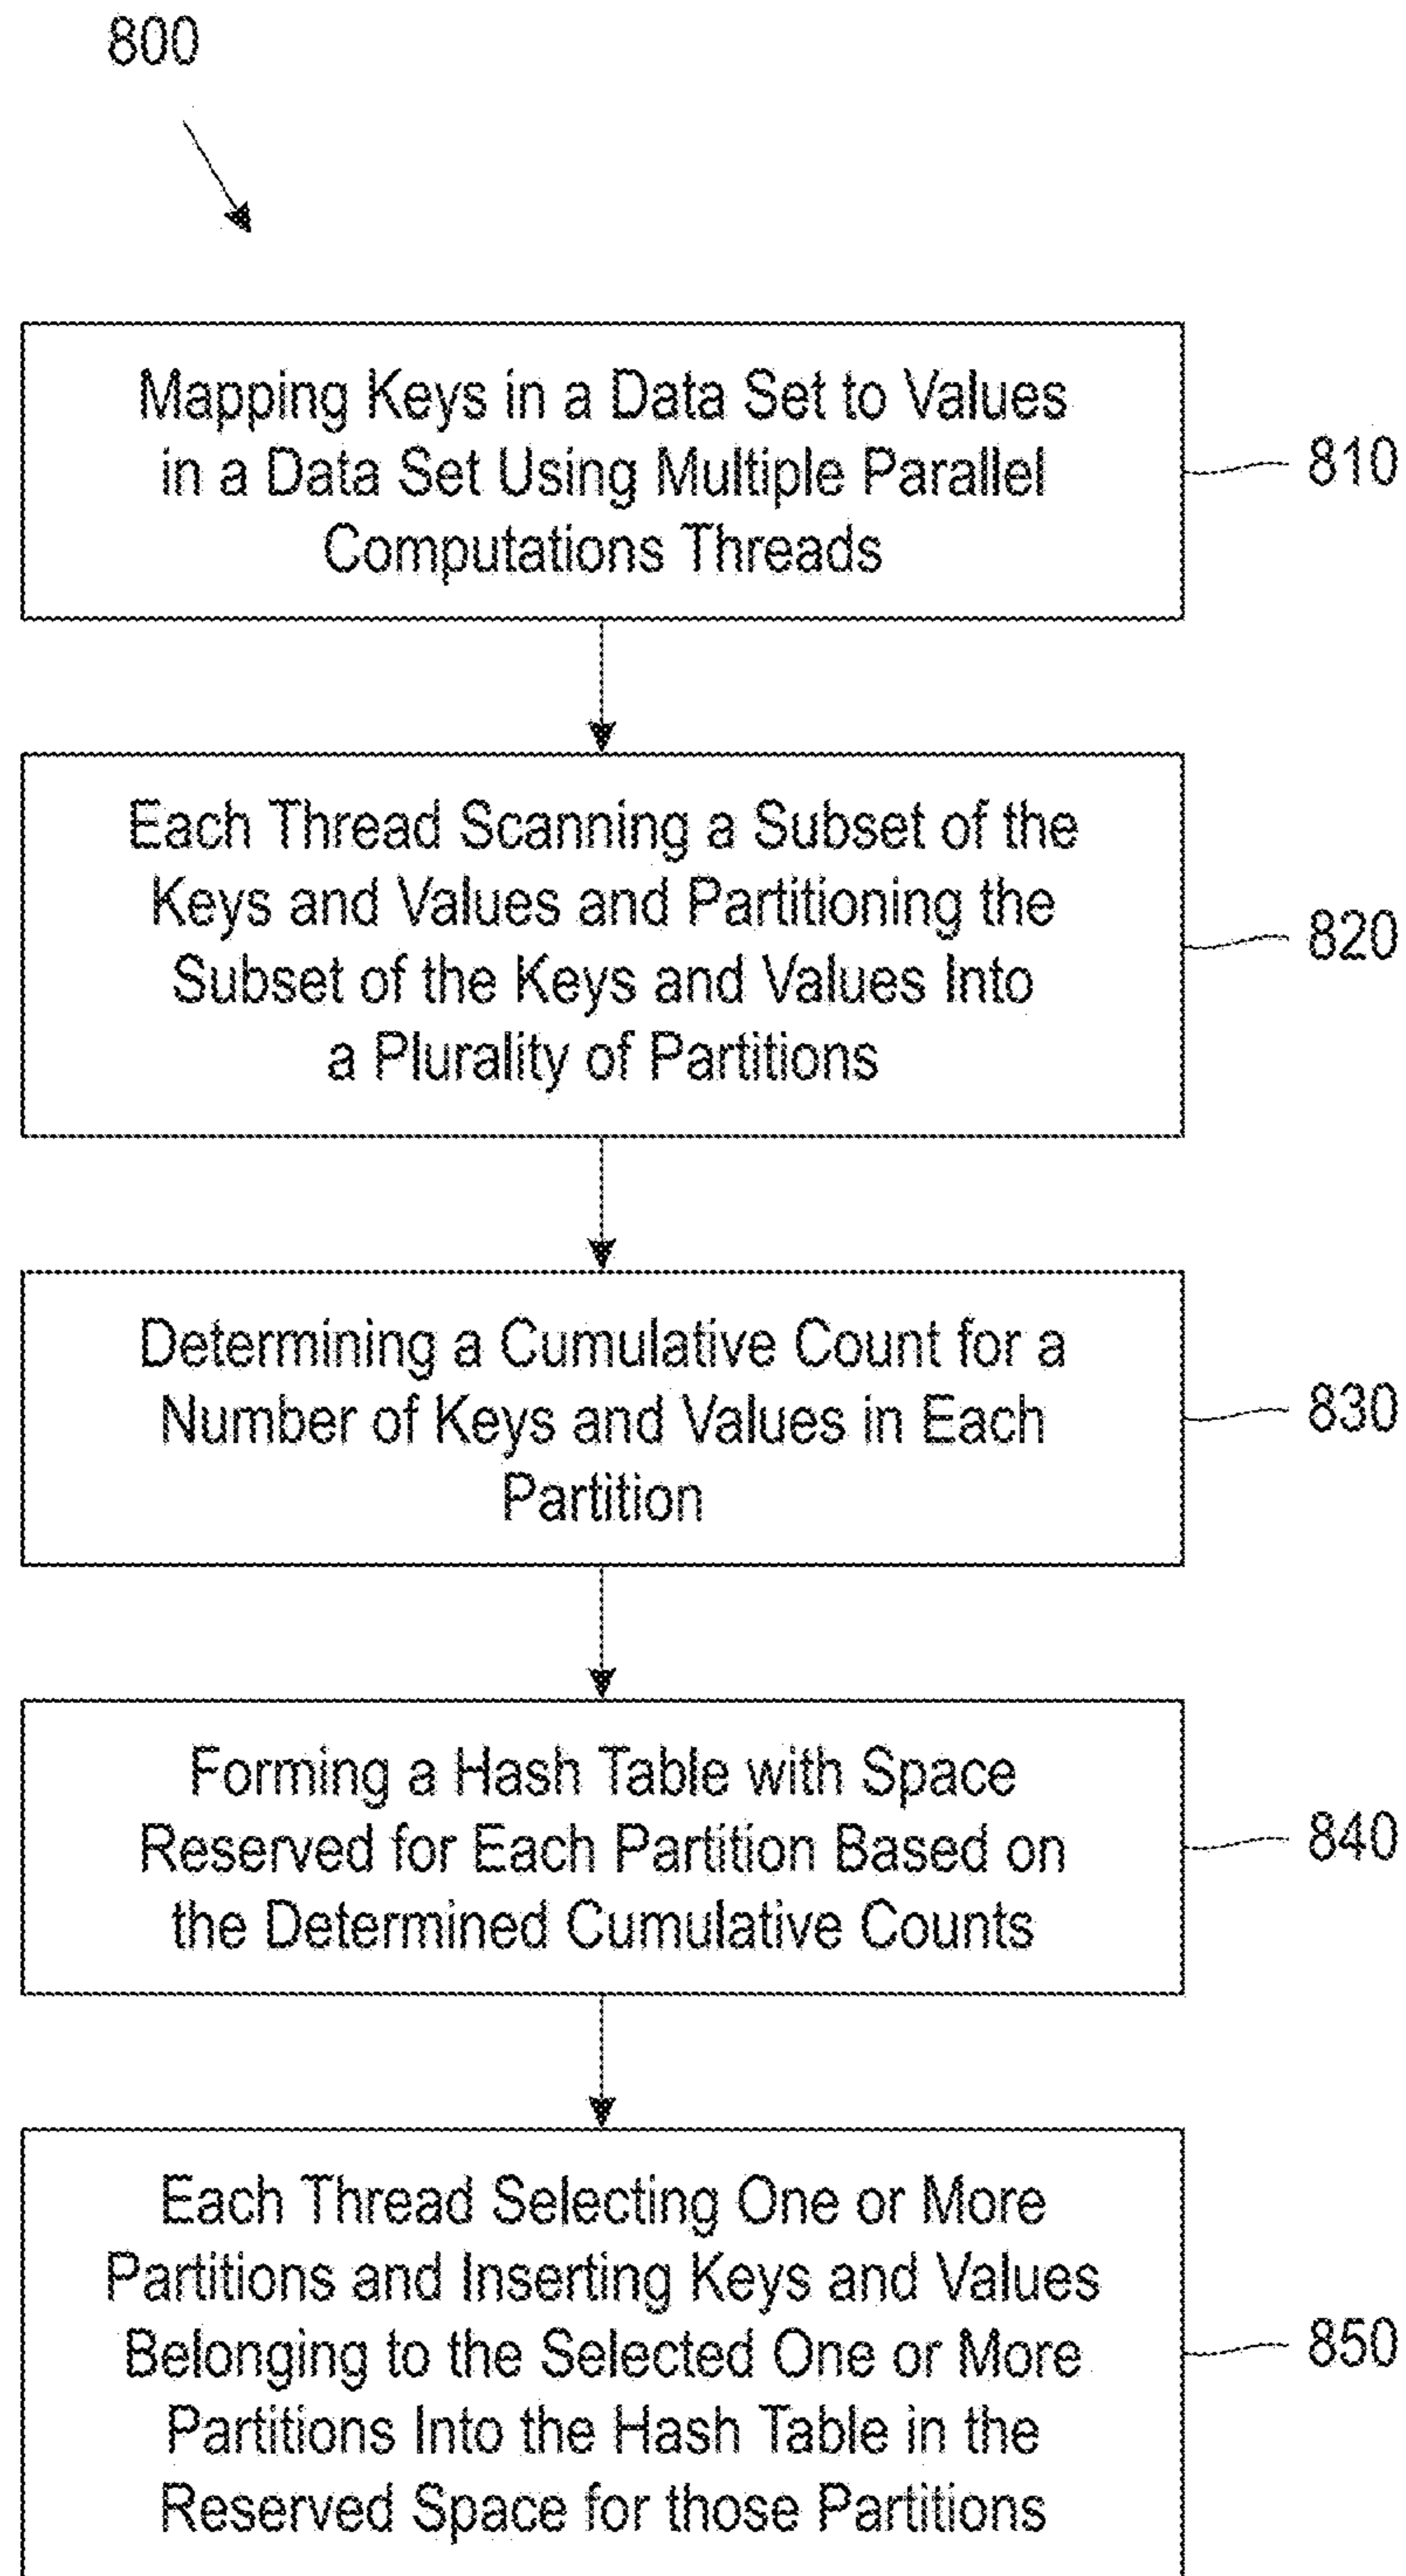 800
Mapping Keys in a Data Set to Values
in a Data Set Using Multiple Parallel
Computations Threads
810
Each Thread Scanning a Subset of the
Keys and Values and Partitioning the
Subset of the Keys and Values Into
a Plurality of Partitions
820
Determining a Cumulative Count for a
Number of Keys and Values in Each
Partition
830
Forming a Hash Table with Space
Reserved for Each Partition Based on
the Determined Cumulative Counts
840
Each Thread Selecting One or More
Partitions and Inserting Keys and Values
Belonging to the Selected One or More
Partitions Into the Hash Table in the
Reserved Space for those Partitions
850